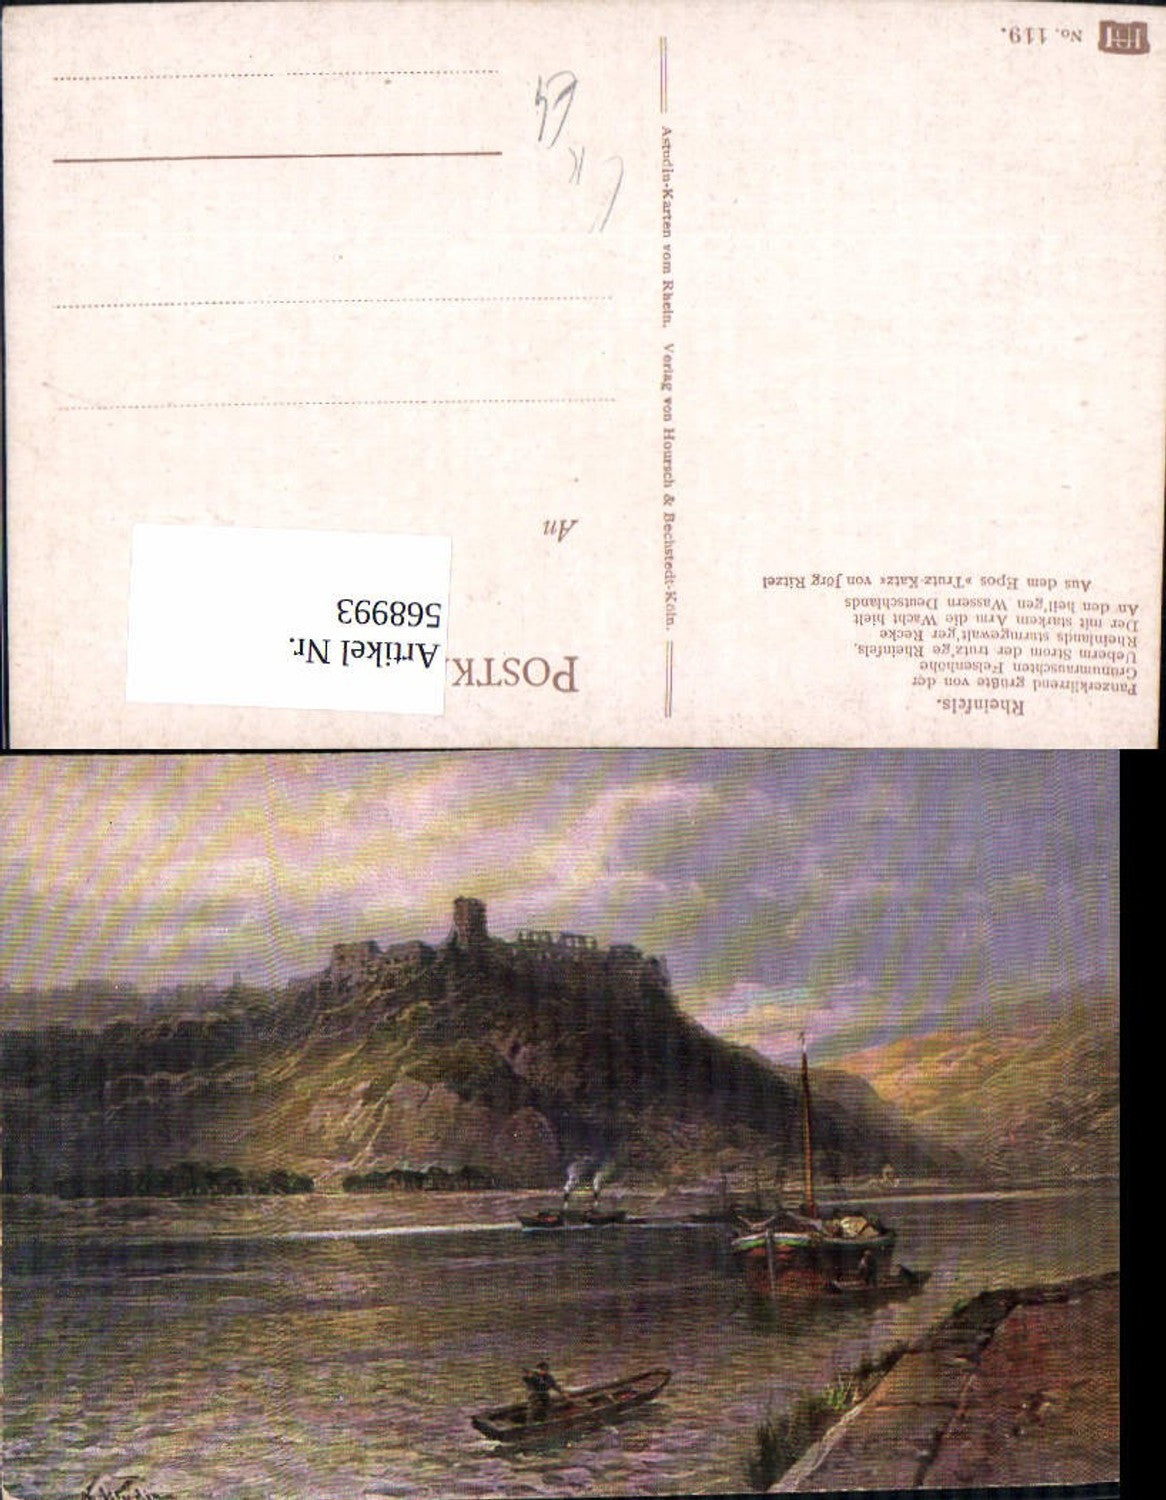 Rheinfels.
Panzerklirrend grüßte von der
Grünumrauschten Felsenhöhe
Uebern Strom der trutz'ge Rheinfels,
Rheinlands sturmgewalt'ger Recke
Der mit starkem Arm die Wacht hielt
An den heil'gen Wassern Deutschlands
Aus dem Epos »Trutz-Katz« von Jörg Ritzel
No. 119.
Astudin-Karten vom Rhein. Verlag von Hoursch & Bechstedt-Köln.
POSTK
Artikel Nr.
568993
An